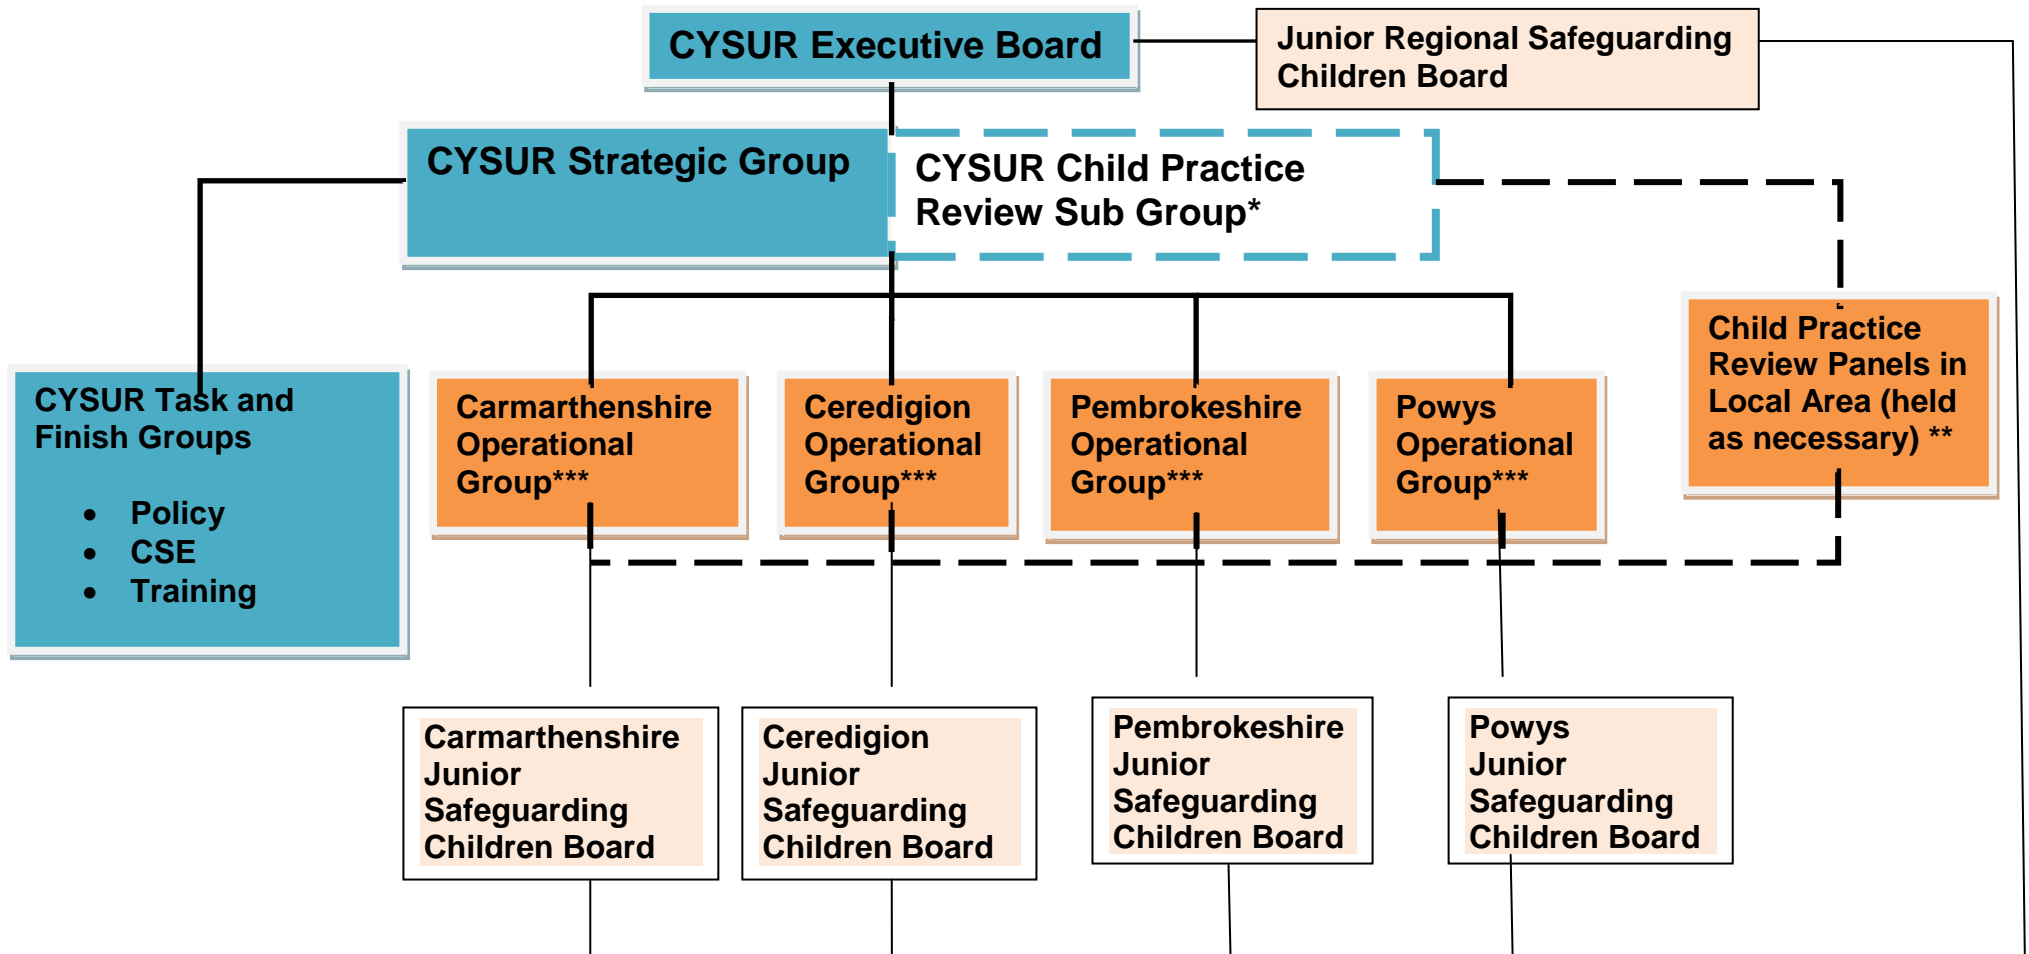 CYSUR Executive Board
Junior Regional Safeguarding
Children Board
CYSUR Strategic Group
CYSUR Child Practice
Review Sub Group*
CYSUR Task and
Finish Groups
• Policy
• CSE
• Training
Carmarthenshire
Operational
Group***
Ceredigion
Operational
Group***
Pembrokeshire
Operational
Group***
Powys
Operational
Group***
Child Practice
Review Panels in
Local Area (held
as necessary) **
Carmarthenshire
Junior
Safeguarding
Children Board
Ceredigion
Junior
Safeguarding
Children Board
Pembrokeshire
Junior
Safeguarding
Children Board
Powys
Junior
Safeguarding
Children Board